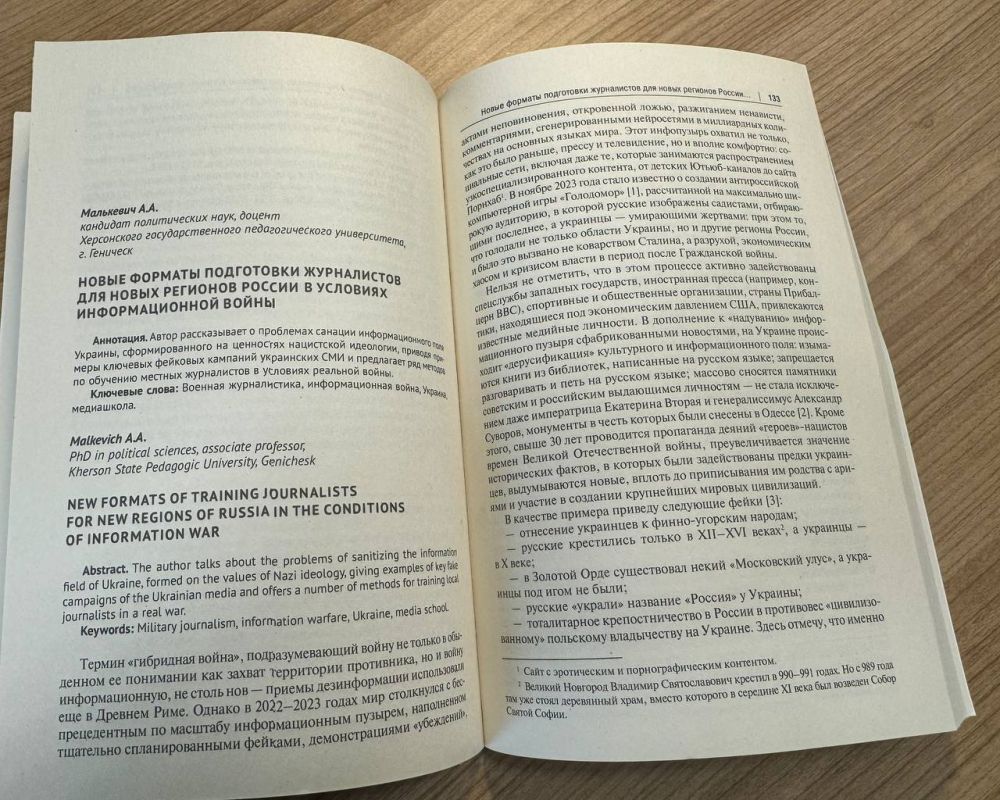 Малькевич А.А.
кандидат политических наук, доцент
Херсонского государственного педагогического университета,
г. Геническ
НОВЫЕ ФОРМАТЫ ПОДГОТОВКИ ЖУРНАЛИСТОВ
ДЛЯ НОВЫХ РЕГИОНОВ РОССИИ В УСЛОВИЯХ
ИНФОРМАЦИОННОЙ ВОЙНЫ
Аннотация. Автор рассказывает о проблемах санации информационного поля
Украины, сформированного на ценностях нацистской идеологии, приводя при-
меры ключевых фейковых кампаний украинских СМИ и предлагает ряд методов
по обучению местных журналистов в условиях реальной войны.
Ключевые слова: Военная журналистика, информационная война, Украина,
медиашкола.
Malkevich A.A.
PhD in political sciences, associate professor,
Kherson State Pedagogic University, Genichesk
NEW FORMATS OF TRAINING JOURNALISTS
FOR NEW REGIONS OF RUSSIA IN THE CONDITIONS
OF INFORMATION WAR
Abstract. The author talks about the problems of sanitizing the information
field of Ukraine, formed on the values of Nazi ideology, giving examples of key fake
campaigns of the Ukrainian media and offers a number of methods for training local
journalists in a real war.
Keywords: Military journalism, information warfare, Ukraine, media school.
Термин «гибридная война», подразумевающий войну не только в обы-
денном ее понимании как захват территории противника, но и войну
информационную, не столь нов — Приемы дезинформации использовали
еще в Древнем Риме. Однако в 2022—2023 годах мир столкнулся с бес-
прецедентным по масштабу информационным пузырем, наполненном
тщательно спланированными фейками, демонстрациями «убеждений»,
Новые форматы подготовки журналистов для новых регионов России... | 133
актами неповиновения, откровенной ложью, разжиганием ненависти,
комментариями, сгенерированными нейросетями в миллиардных коли-
чествах на основных языках мира. Этот инфопузырь охватил не только,
как это было раньше, прессу и телевидение, но и вполне комфортно: со-
циальные сети, включая даже те, которые занимаются распространением
узкоспециализированного контента, от детских Ютьюб-каналов до сайта
Порнхаб¹. В ноябре 2023 года стало известно о создании антироссийской
компьютерной игры «Голодомор» [1], рассчитанной на максимально ши-
рокую аудиторию, в которой русские изображены садистами, отбираю-
щими последнее, а украинцы — умирающими жертвами: при этом то,
что голодали не только области Украины, но и другие регионы России,
и было это вызвано не коварством Сталина, а разрухой, экономическим
хаосом и кризисом власти в период после Гражданской войны.
Нельзя не отметить, что в этом процессе активно задействованы
спецслужбы западных государств, иностранная пресса (например, кон-
церн ВВС), спортивные и общественные организации, страны Прибал-
тики, находящиеся под экономическим давлением США, привлекаются
известные медийные личности. В дополнение к «надуванию» инфор-
мационного пузыря сфабрикованными новостями, на Украине проис-
ходит «дерусификация» культурного и информационного поля: изыма-
ются книги из библиотек, написанные на русском языке; запрещается
разговаривать и петь на русском языке; массово сносятся памятники
советским и российским выдающимся личностям — не стала исключе-
нием даже императрица Екатерина Вторая и генералиссимус Александр
Суворов, монументы в честь которых были снесены в Одессе [2]. Кроме
этого, свыше 30 лет проводится пропаганда деяний «героев»-нацистов
времен Великой Отечественной войны, преувеличивается значение
исторических фактов, в которых были задействованы предки украин-
цев, выдумываются новые, вплоть до приписывания им родства с ари-
ями и участие в создании крупнейших мировых цивилизаций.
В качестве примера приведу следующие фейки [3]:
— отнесение украинцев к финно-угорским народам;
— русские крестились только в XII—XVI веках², а украинцы —
в X веке;
— в Золотой Орде существовал некий «Московский улус», а укра-
инцы под игом не были;
— русские «украли» название «Россия» у Украины;
— тоталитарное крепостничество в России в противовес «цивилизо-
ванному» польскому владычеству на Украине. Здесь отмечу, что именно
¹ Сайт с эротическим и порнографическим контентом.
² Великий Новгород Владимир Святославович крестил в 990—991 годах. Но с 989 года
там уже стоял деревянный храм, вместо которого в середине XI века был возведен Собор
Святой Софии.